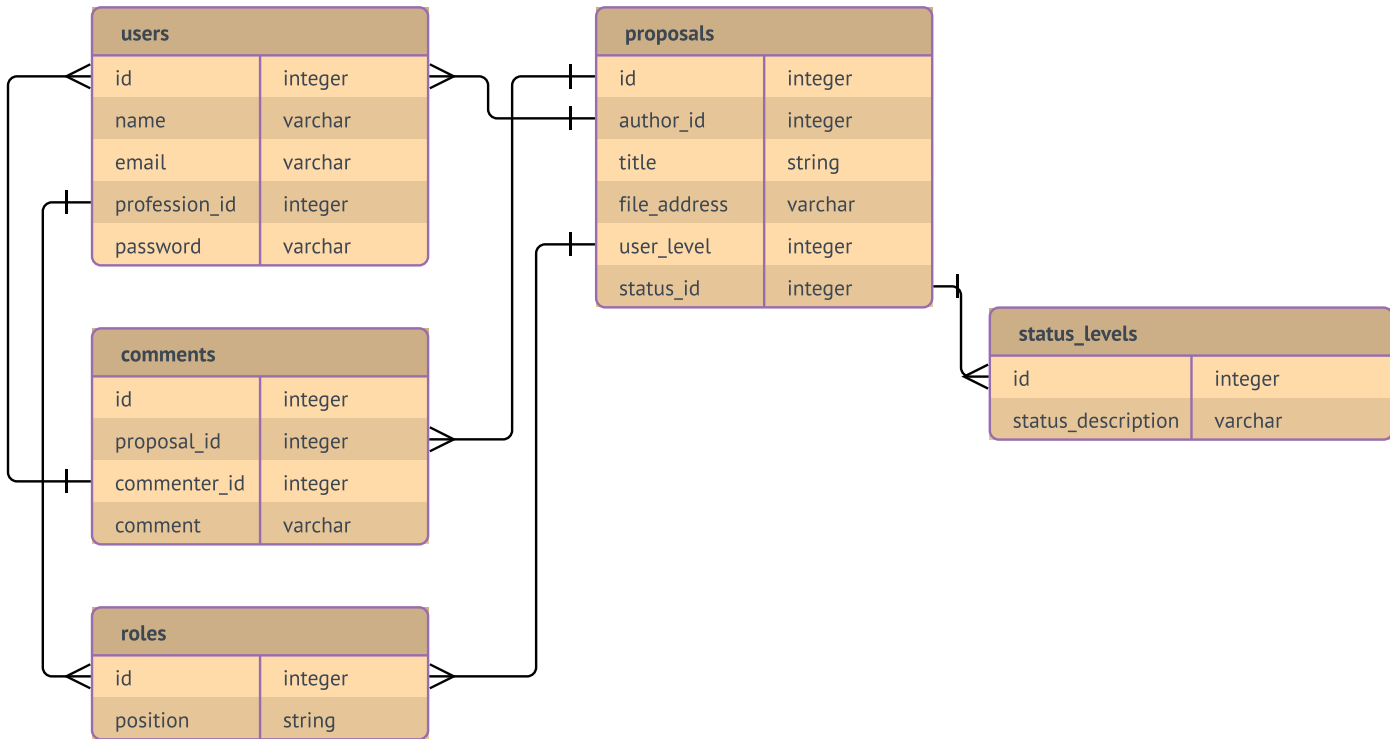 users
id integer
name varchar
email varchar
profession_id integer
password varchar
proposals
id integer
author_id integer
title string
file_address varchar
user_level integer
status_id integer
status_levels
id integer
status_description varchar
comments
id integer
proposal_id integer
commenter_id integer
comment varchar
roles
id integer
position string